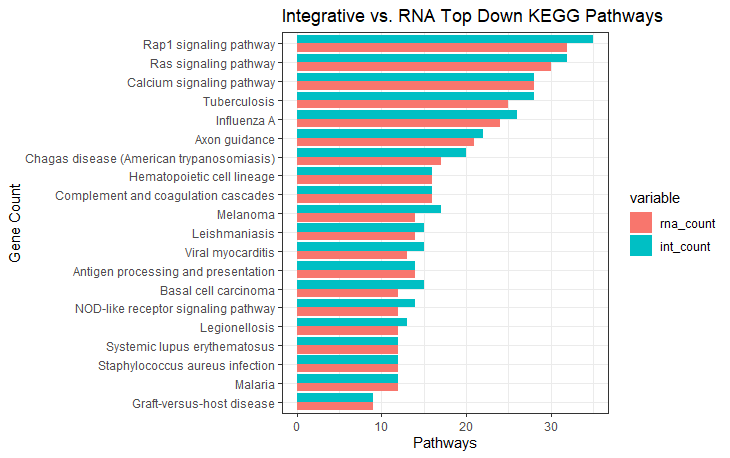 Integrative vs. RNA Top Down KEGG Pathways
Gene Count
Rap1 signaling pathway
Ras signaling pathway
Calcium signaling pathway
Tuberculosis
Influenza A
Axon guidance
Chagas disease (American trypanosomiasis)
Hematopoietic cell lineage
Complement and coagulation cascades
Melanoma
Leishmaniasis
Viral myocarditis
Antigen processing and presentation
Basal cell carcinoma
NOD-like receptor signaling pathway
Legionellosis
Systemic lupus erythematosus
Staphylococcus aureus infection
Malaria
Graft-versus-host disease
0 10 20 30
Pathways
variable
rna_count
int_count